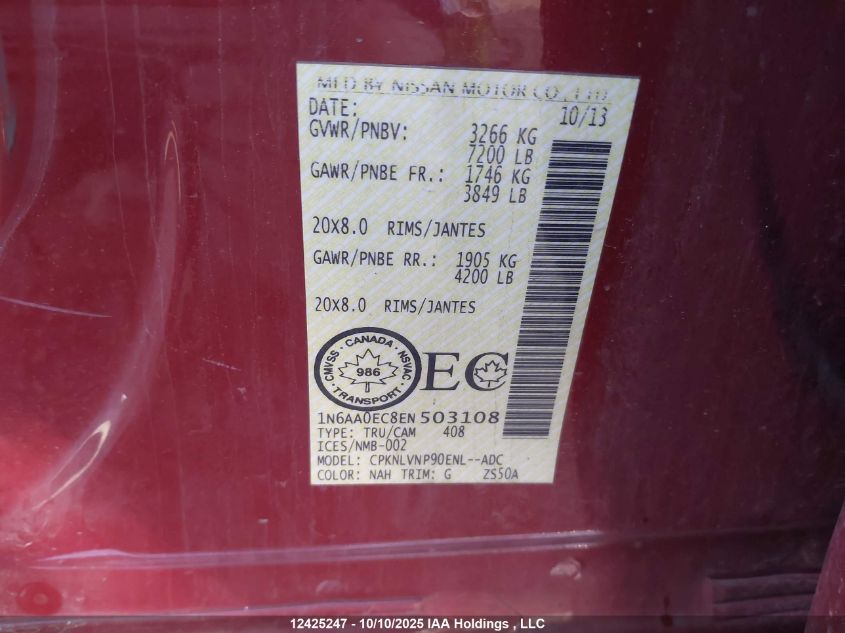 MFD BY NISSAN MOTOR CO., LTD.
DATE: 10/13
GVWR/PNBV: 3266 KG
7200 LB
GAWR/PNBE FR.: 1746 KG
3849 LB
20X8.0 RIMS/JANTES
GAWR/PNBE RR.: 1905 KG
4200 LB
20X8.0 RIMS/JANTES
CMVSS · CANADA · NSVAC · TRANSPORT ·
986
EC
1N6AA0EC8EN503108
TYPE: TRU/CAM 408
ICES/NMB-002
MODEL: CPKNLVNP90ENL--ADC
COLOR: NAH TRIM: G ZS50A
12425247 - 10/10/2025 IAA Holdings , LLC